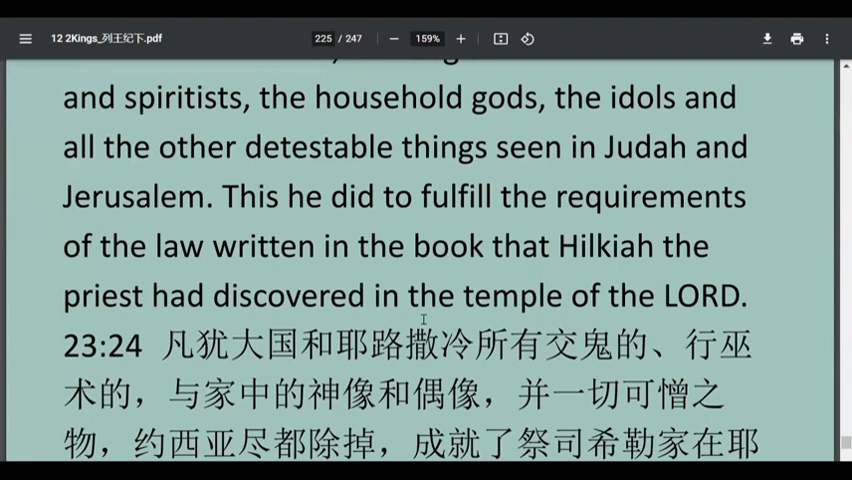 12 2Kings_列王纪下.pdf
225 / 247
159%
and spiritists, the household gods, the idols and
all the other detestable things seen in Judah and
Jerusalem. This he did to fulfill the requirements
of the law written in the book that Hilkiah the
priest had discovered in the temple of the LORD.
23:24 凡犹大国和耶路撒冷所有交鬼的、行巫
术的，与家中的神像和偶像，并一切可憎之
物，约西亚尽都除掉，成就了祭司希勒家在耶